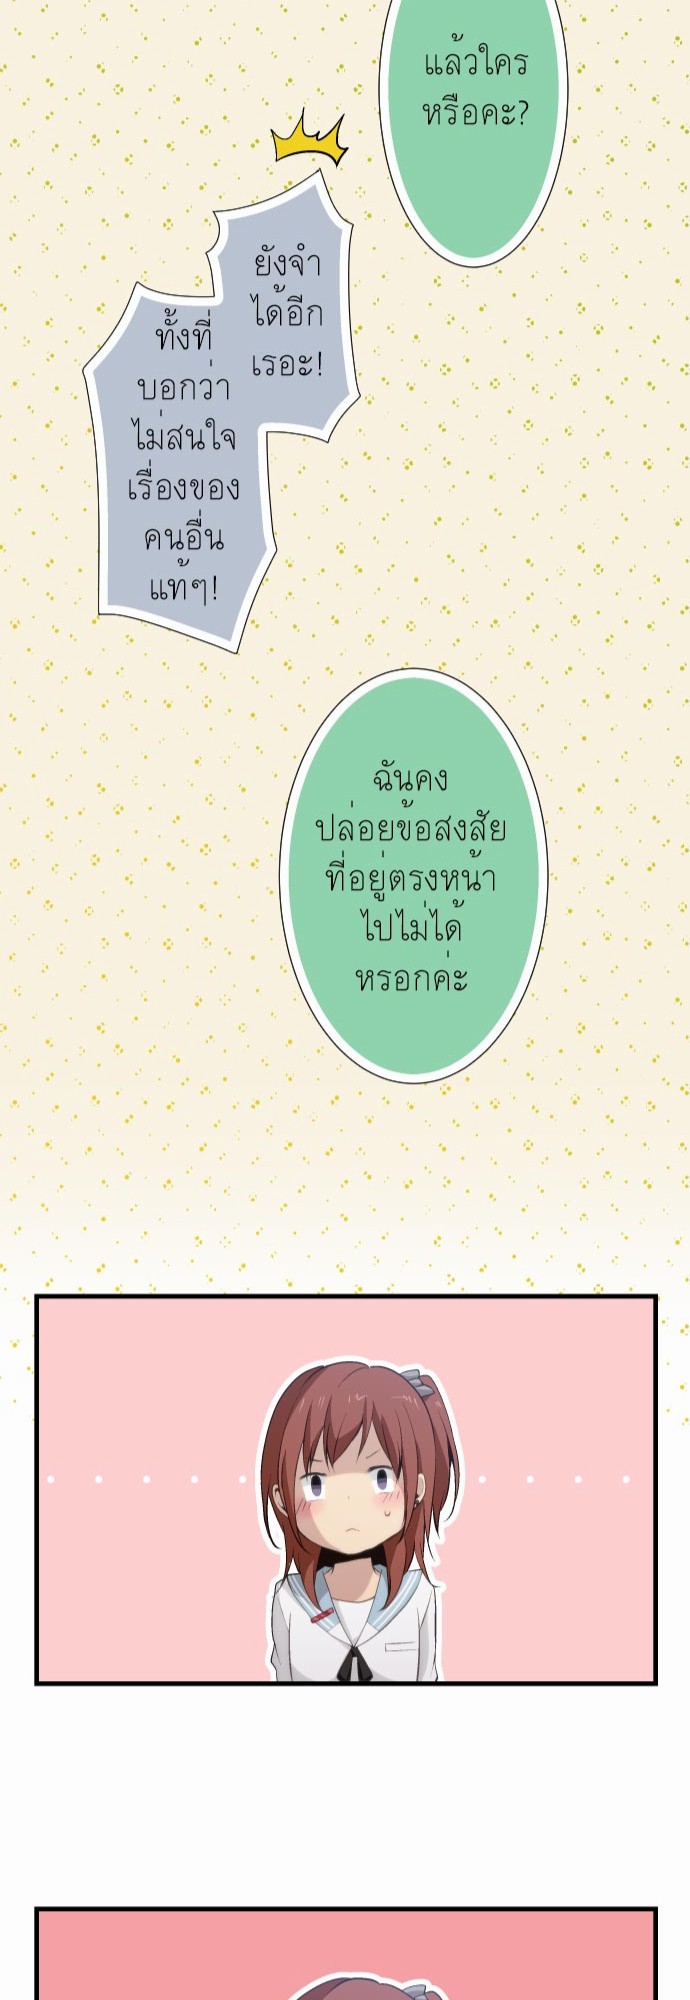 แล้วใคร
หรือคะ?
ยังจำ
ได้อีก
เรอะ!
ทั้งที่
บอกว่า
ไม่สนใจ
เรื่องของ
คนอื่น
แท้ๆ!
ฉันคง
ปล่อยข้อสงสัย
ที่อยู่ตรงหน้า
ไปไม่ได้
หรอกค่ะ